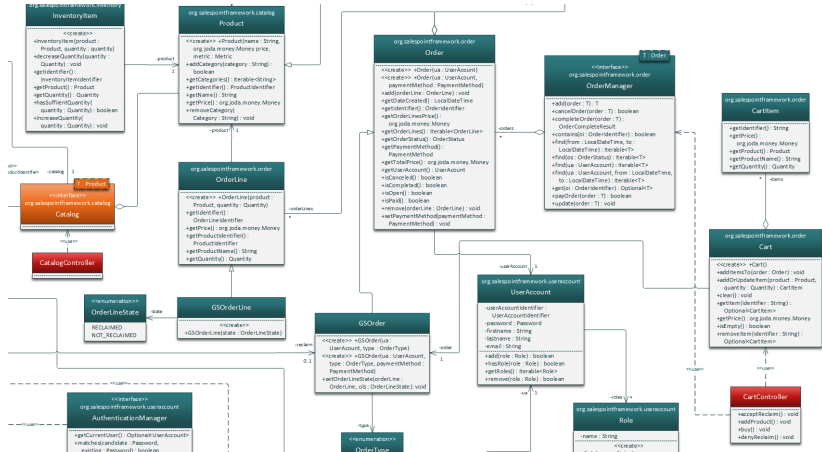 org.salespointframework.inventory
InventoryItem
<<create>>
+InventoryItem(product :
Product, quantity : quantity)
+decreaseQuantity(quantity :
Quantity) : void
+getIdentifier() :
InventoryItemIdentifier
+getProduct() : Product
+getQuantity() : Quantity
+hasSuffientQuantity(
quantity : Quantity) : boolean
+increaseQuantity(
quantity : Quantity) : void
org.salespointframework.catalog
Product
<<create>> +Product(name : String,
org.joda.money.Money price,
metric : Metric
+addCategory(category : String) :
boolean
+getCategories() : Iterable<String>
+getIdentifier() : ProductIdentifier
+getName() : String
+getPrice() : org.joda.money.Money
+removeCategory(
Category : String) : void
-product
1
-product
1
org.salespointframework.order
Order
<<create>> +Order(ua : UserAccount)
<<create>> +Order(ua : UserAccount,
paymentMethod : PaymentMethod)
+add(orderLine : OrderLine) : void
+getDateCreated() : LocalDateTime
+getIdentifier() : OrderIdentifier
+getOrderLinesPrice() :
org.joda.money.Money
+getOrderLines() : Iterable<OrderLine>
+getOrderStatus() : OrderStatus
+getPaymentMethod() :
PaymentMethod
+getTotalPrice() : org.joda.money.Money
+getUserAccount() : UserAccount
+isCanceled() : boolean
+isCompleted() : boolean
+isOpen() : boolean
+isPaid() : boolean
+remove(orderLine : OrderLine) : void
+setPaymentMethod(paymentMethod :
PaymentMethod) : void
-orders
*
T : Order
<<interface>>
org.salespointframework.order
OrderManager
+add(order : T) : T
+cancelOrder(order : T) : boolean
+completeOrder(order : T) :
OrderCompleteResult
+contains(oi : OrderIdentifier) : boolean
+find(from : LocalDateTime, to :
LocalDateTime) : Iterable<T>
+find(os : OrderStatus) : Iterable<T>
+find(ua : UserAccount) : Iterable<T>
+find(ua : UserAccount, from : LocalDateTime
, to : LocalDateTime) : Iterable<T>
+get(oi : OrderIdentifier) : Optional<T>
+payOrder(order : T) : boolean
+update(order : T) : void
org.salespointframework.order
CartItem
+getIdentifier() : String
+getPrice() :
org.joda.money.Money
+getProduct() : Product
+getProductName() : String
+getQuantity() : Quantity
-items
*
-catalog
1
T : Product
<<interface>>
org.salespointframework.catalog
Catalog
<<use>>
CatalogController
org.salespointframework.order
OrderLine
<<create>> +OrderLine(product :
Product, quantity : Quantity)
+getIdentifier() :
OrderLineIdentifier
+getPrice() : org.joda.money.Money
+getProductIdentifier() :
ProductIdentifier
+getProductName() : String
+getQuantity() : Quantity
-orderLines
*
org.salespointframework.order
Cart
<<create>> +Cart()
+addItemsTo(order : Order) : void
+addOrUpdateItem(product : Product,
quantity : Quantity) : CartItem
+clear() : void
+getItem(identifier : String) :
Optional<CartItem>
+getPrice() : org.joda.money.Money
+isEmpty() : boolean
+removeItem(identifier : String) :
Optional<CartItem>
<<use>>
<<use>>
<<enumeration>>
OrderLineState
RECLAIMED
NOT_RECLAIMED
-state
GSOrderLine
<<create>>
+GSOrderLine(state : OrderLineState)
-userAccount
1
org.salespointframework.useraccount
UserAccount
-userAccountIdentifier :
UserAccountIdentifier
-password : Password
-firstname : String
-lastname : String
-email : String
+add(role : Role) : boolean
+hasRole(role : Role) : boolean
+getRoles() : Iterable<Role>
+remove(role : Role) : boolean
GSOrder
<<create>> +GSOrder(ua :
UserAccount, type : OrderType)
<<create>> +GSOrder(ua : UserAccount,
type : OrderType, paymentMethod :
PaymentMethod)
+setOrderLineState(orderLine :
OrderLine, ols : OrderLineState) : void
-reclaim
0..1
-order
1
-type
<<enumeration>>
OrderType
<<use>>
<<interface>>
org.salespointframework.useraccount
AuthenticationManager
+getCurrentUser() : Optional<UserAccount>
+matches(candidate : Password,
existing : Password) : boolean
<<use>>
-ua
1
-roles
*
org.salespointframework.useraccount
Role
-name : String
<<create>>
CartController
+acceptReclaim() : void
+addProduct() : void
+buy() : void
+denyReclaim() : void